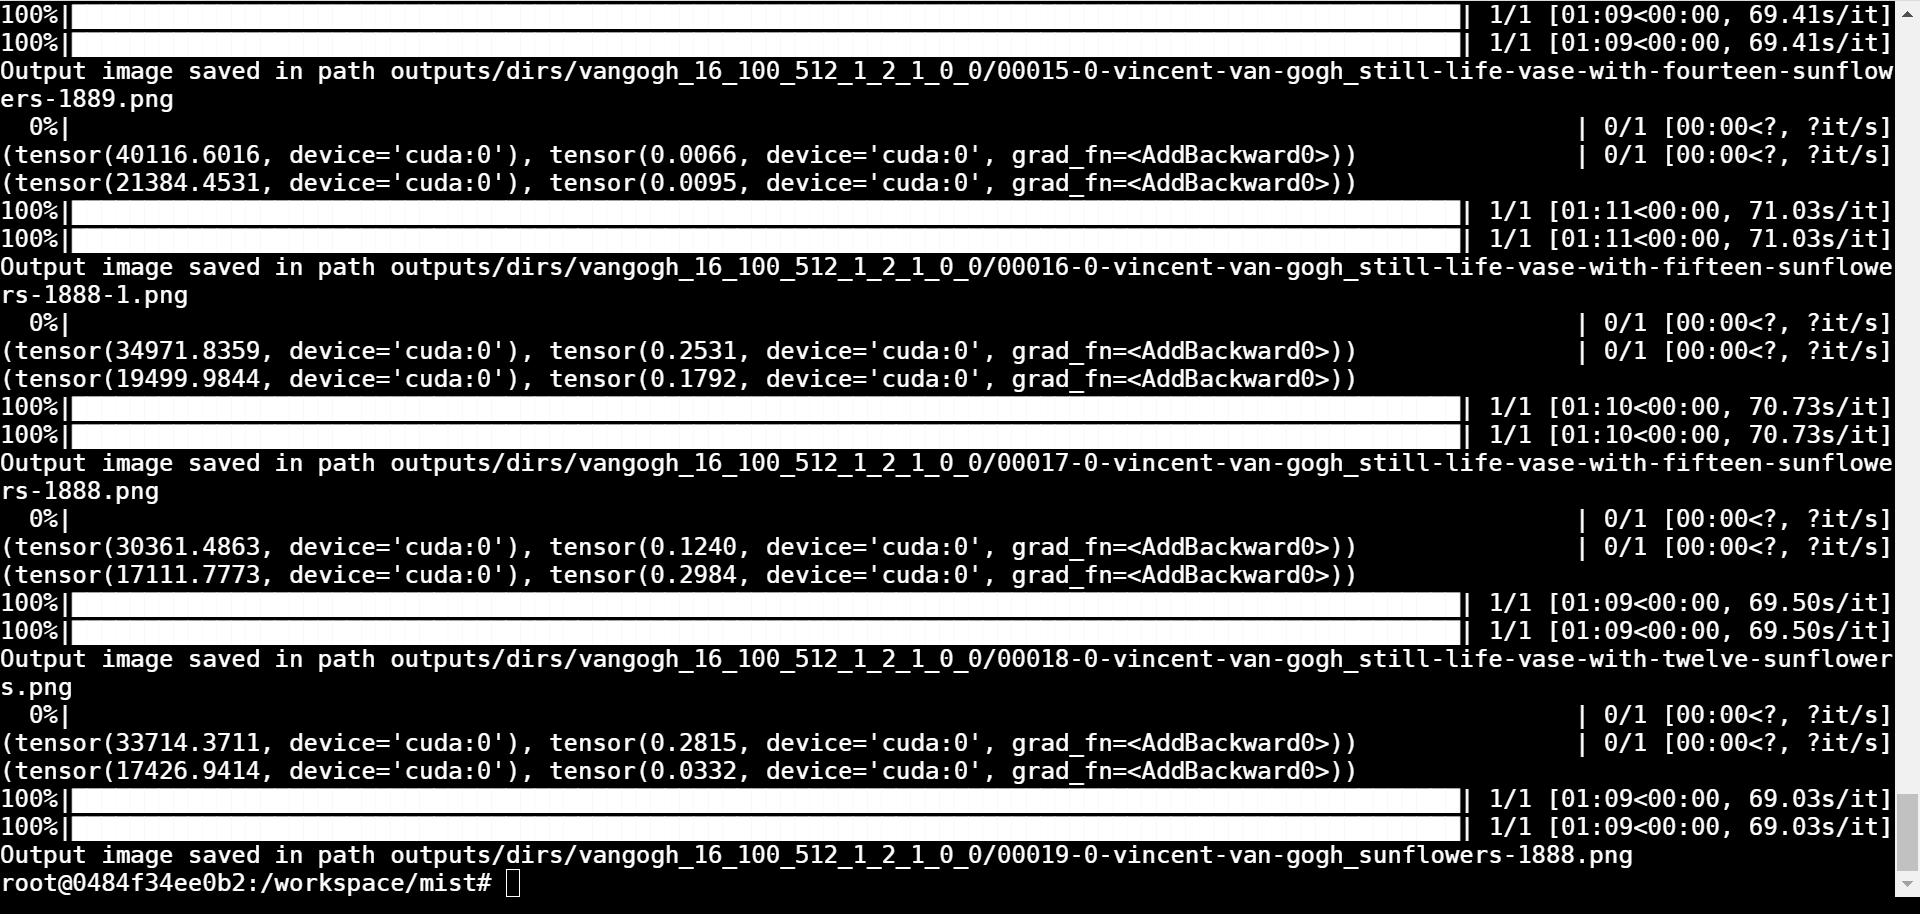 100%|██████████| 1/1 [01:09<00:00, 69.41s/it]
100%|██████████| 1/1 [01:09<00:00, 69.41s/it]
Output image saved in path outputs/dirs/vangogh_16_100_512_1_2_1_0_0/00015-0-vincent-van-gogh_still-life-vase-with-fourteen-sunflow
ers-1889.png
  0%| | 0/1 [00:00<?, ?it/s]
(tensor(40116.6016, device='cuda:0'), tensor(0.0066, device='cuda:0', grad_fn=<AddBackward0>)) | 0/1 [00:00<?, ?it/s]
(tensor(21384.4531, device='cuda:0'), tensor(0.0095, device='cuda:0', grad_fn=<AddBackward0>))
100%|██████████| 1/1 [01:11<00:00, 71.03s/it]
100%|██████████| 1/1 [01:11<00:00, 71.03s/it]
Output image saved in path outputs/dirs/vangogh_16_100_512_1_2_1_0_0/00016-0-vincent-van-gogh_still-life-vase-with-fifteen-sunflowe
rs-1888-1.png
  0%| | 0/1 [00:00<?, ?it/s]
(tensor(34971.8359, device='cuda:0'), tensor(0.2531, device='cuda:0', grad_fn=<AddBackward0>)) | 0/1 [00:00<?, ?it/s]
(tensor(19499.9844, device='cuda:0'), tensor(0.1792, device='cuda:0', grad_fn=<AddBackward0>))
100%|██████████| 1/1 [01:10<00:00, 70.73s/it]
100%|██████████| 1/1 [01:10<00:00, 70.73s/it]
Output image saved in path outputs/dirs/vangogh_16_100_512_1_2_1_0_0/00017-0-vincent-van-gogh_still-life-vase-with-fifteen-sunflowe
rs-1888.png
  0%| | 0/1 [00:00<?, ?it/s]
(tensor(30361.4863, device='cuda:0'), tensor(0.1240, device='cuda:0', grad_fn=<AddBackward0>)) | 0/1 [00:00<?, ?it/s]
(tensor(17111.7773, device='cuda:0'), tensor(0.2984, device='cuda:0', grad_fn=<AddBackward0>))
100%|██████████| 1/1 [01:09<00:00, 69.50s/it]
100%|██████████| 1/1 [01:09<00:00, 69.50s/it]
Output image saved in path outputs/dirs/vangogh_16_100_512_1_2_1_0_0/00018-0-vincent-van-gogh_still-life-vase-with-twelve-sunflower
s.png
  0%| | 0/1 [00:00<?, ?it/s]
(tensor(33714.3711, device='cuda:0'), tensor(0.2815, device='cuda:0', grad_fn=<AddBackward0>)) | 0/1 [00:00<?, ?it/s]
(tensor(17426.9414, device='cuda:0'), tensor(0.0332, device='cuda:0', grad_fn=<AddBackward0>))
100%|██████████| 1/1 [01:09<00:00, 69.03s/it]
100%|██████████| 1/1 [01:09<00:00, 69.03s/it]
Output image saved in path outputs/dirs/vangogh_16_100_512_1_2_1_0_0/00019-0-vincent-van-gogh_sunflowers-1888.png
root@0484f34ee0b2:/workspace/mist#